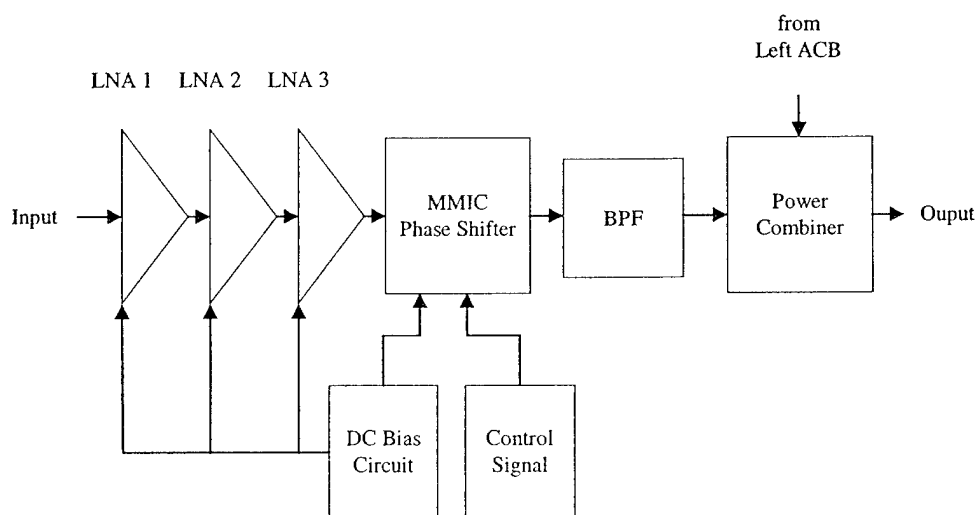 from
Left ACB
LNA 1 LNA 2 LNA 3
Input
MMIC
Phase Shifter
BPF
Power
Combiner
Ouput
DC Bias
Circuit
Control
Signal